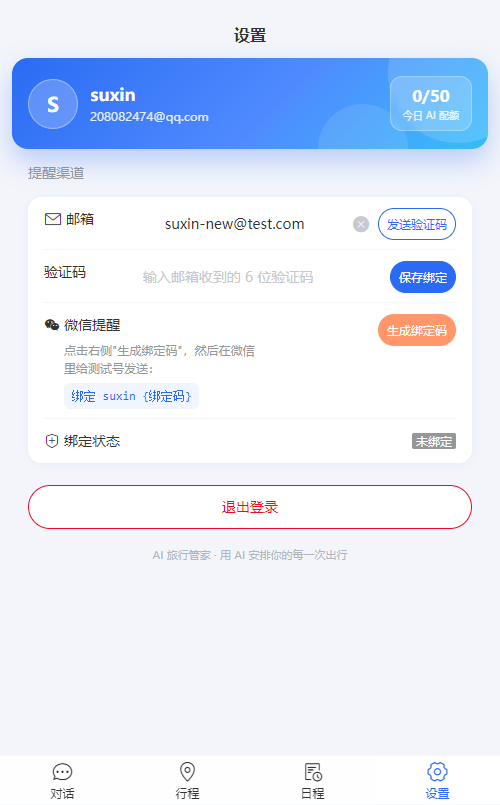 设置
S
suxin
208082474@qq.com
0/50
今日 AI 配额
提醒渠道
邮箱
suxin-new@test.com
发送验证码
验证码
输入邮箱收到的 6 位验证码
保存绑定
微信提醒
生成绑定码
点击右侧"生成绑定码"，然后在微信
里给测试号发送：
绑定 suxin {绑定码}
绑定状态
未绑定
退出登录
AI 旅行管家 · 用 AI 安排你的每一次出行
对话
行程
日程
设置